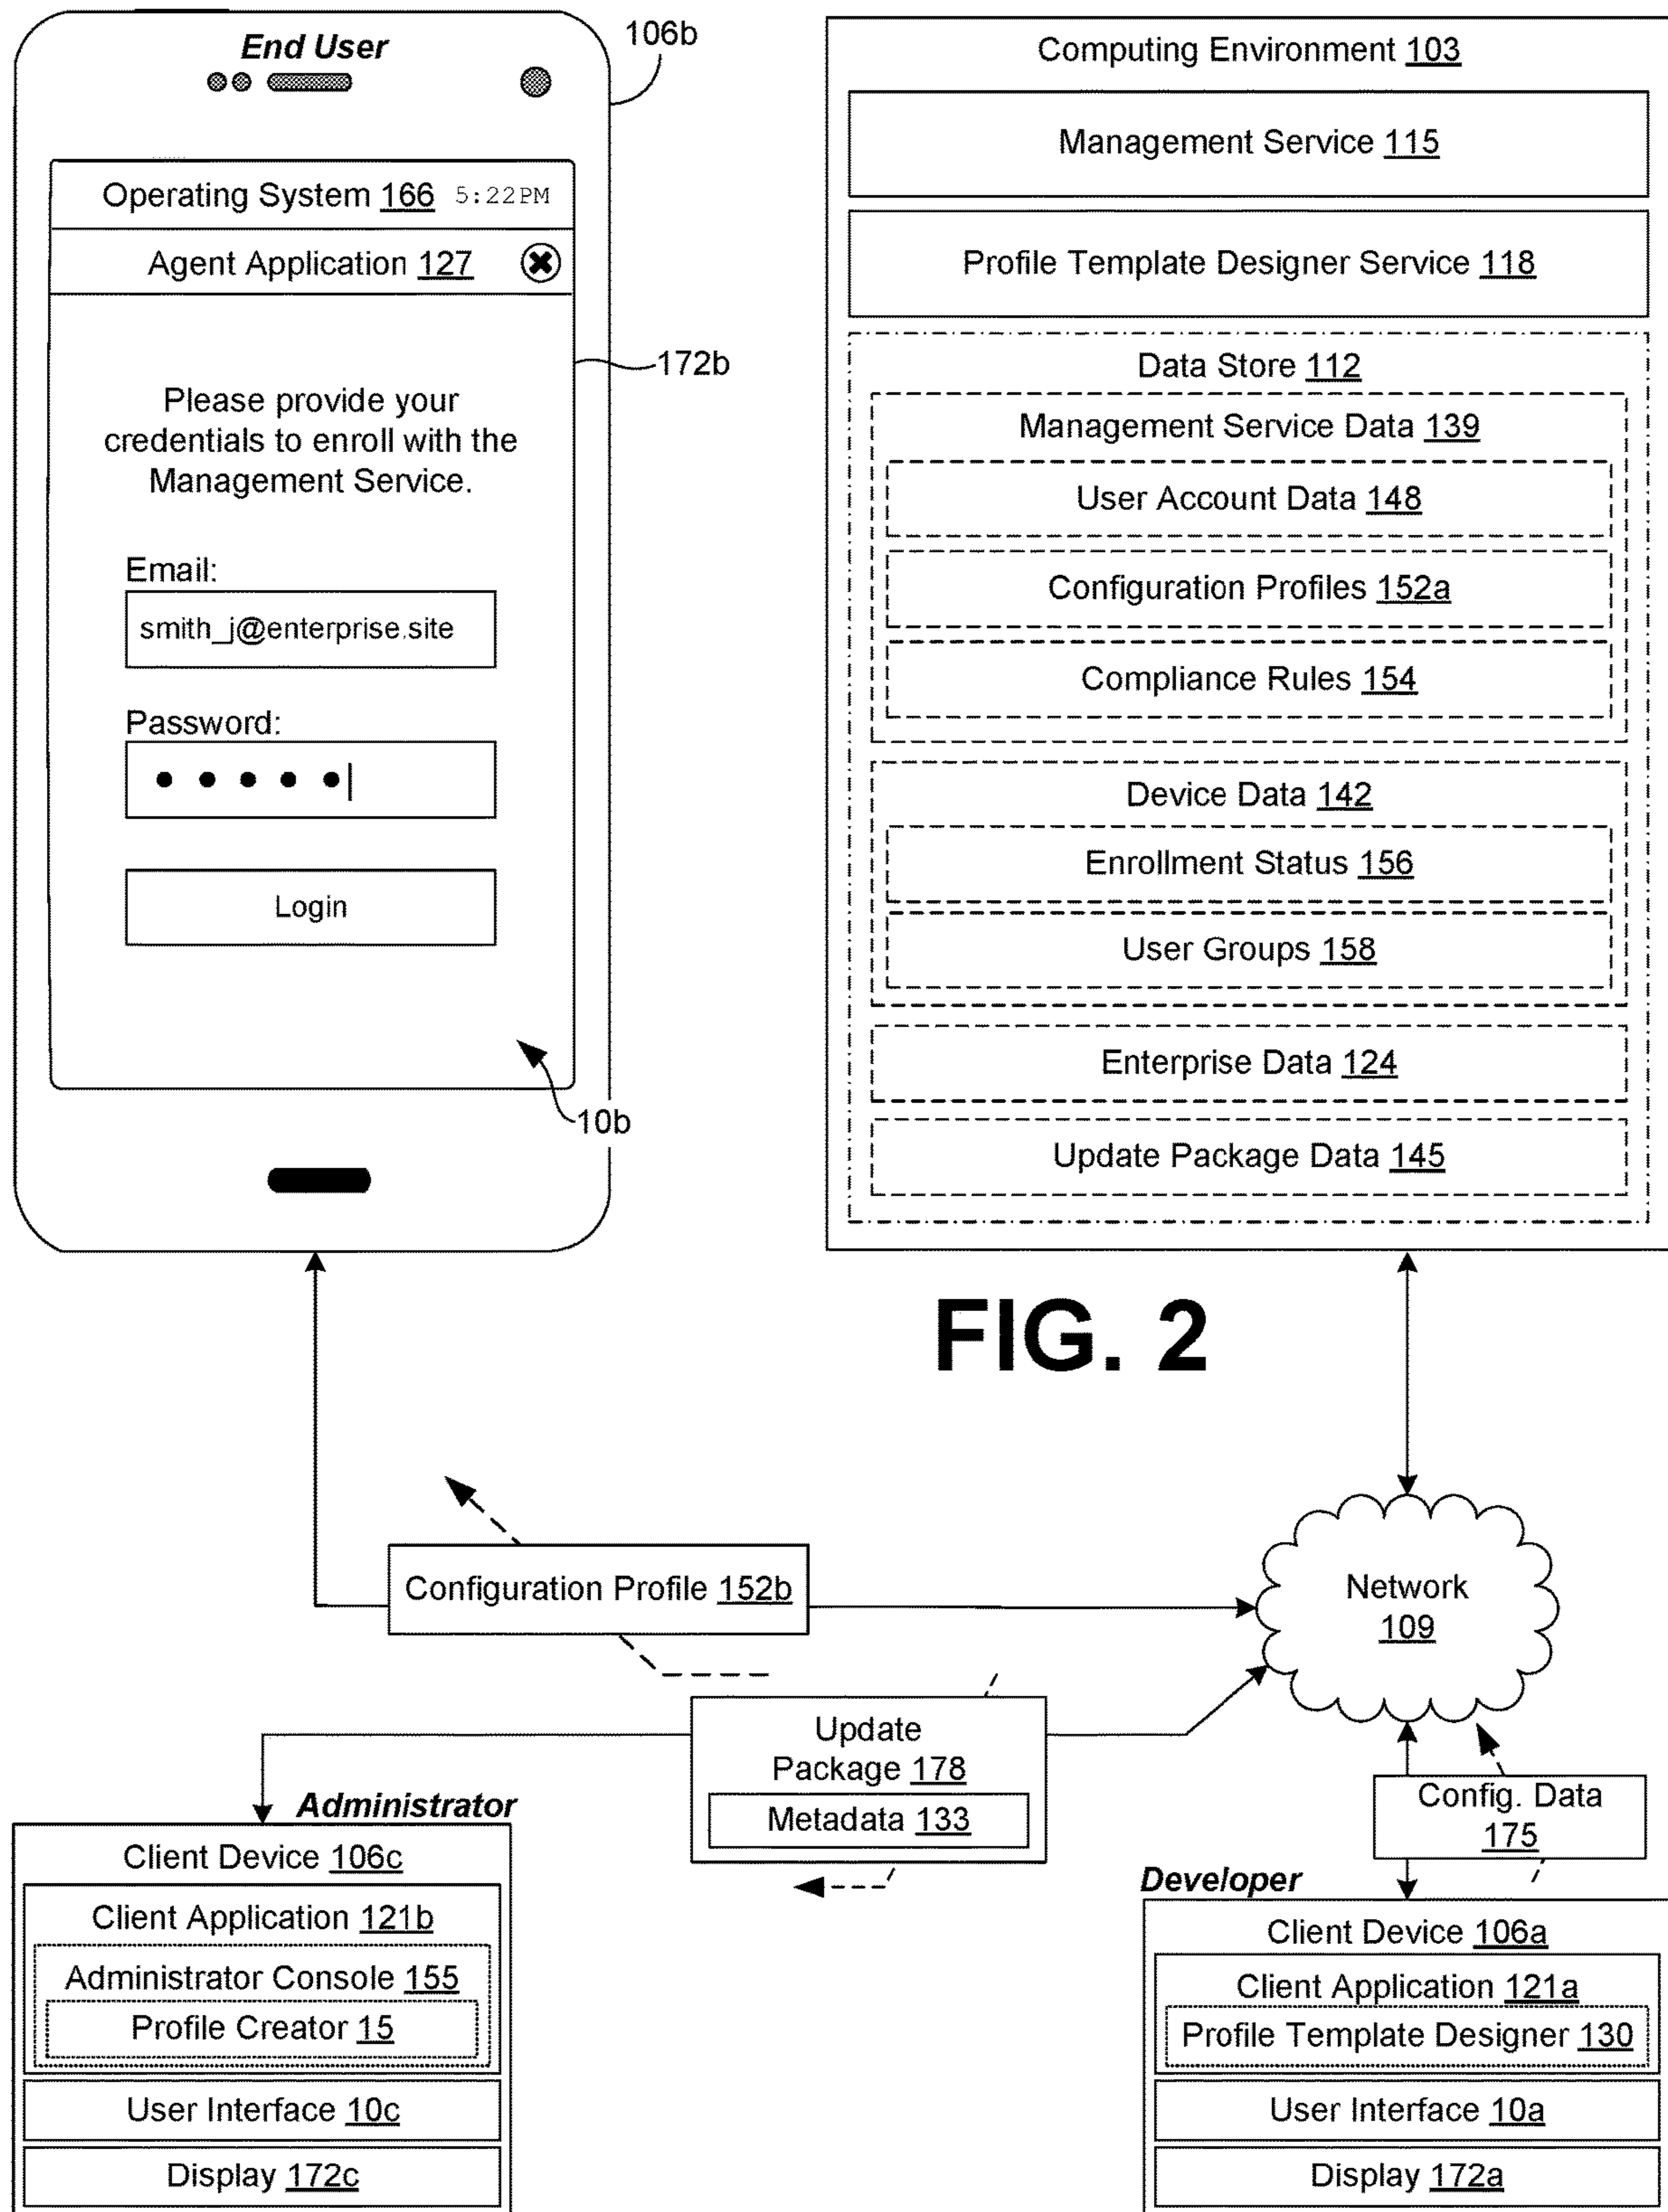 End User
106b
Operating System 166 5:22PM
Agent Application 127
172b
Please provide your
credentials to enroll with the
Management Service.
Email:
smith_j@enterprise.site
Password:
Login
10b
Computing Environment 103
Management Service 115
Profile Template Designer Service 118
Data Store 112
Management Service Data 139
User Account Data 148
Configuration Profiles 152a
Compliance Rules 154
Device Data 142
Enrollment Status 156
User Groups 158
Enterprise Data 124
Update Package Data 145
FIG. 2
Configuration Profile 152b
Network
109
Update
Package 178
Metadata 133
Config. Data
175
Administrator
Client Device 106c
Client Application 121b
Administrator Console 155
Profile Creator 15
User Interface 10c
Display 172c
Developer
Client Device 106a
Client Application 121a
Profile Template Designer 130
User Interface 10a
Display 172a